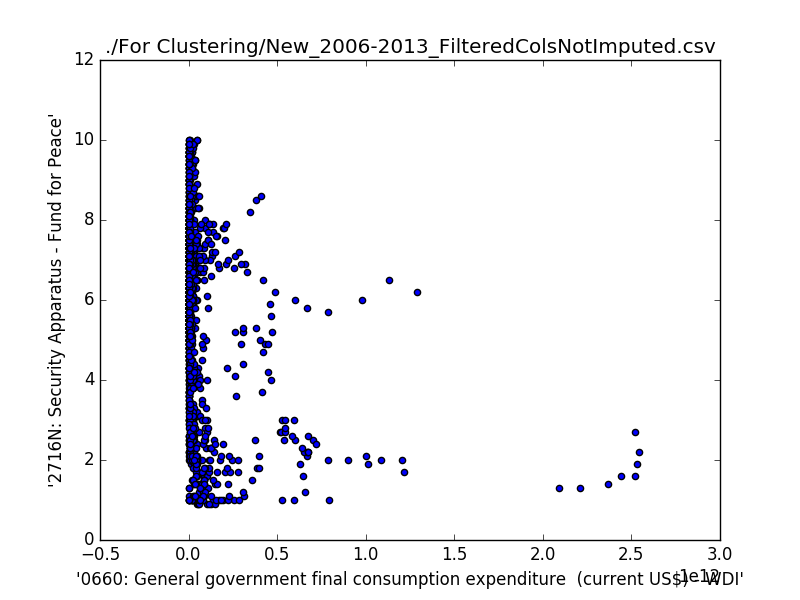 ./For Clustering/New_2006-2013_FilteredColsNotImputed.csv
12
10
8
6
4
2
0
'2716N: Security Apparatus - Fund for Peace'
−0.5 0.0 0.5 1.0 1.5 2.0 2.5 3.0
1e12
'0660: General government final consumption expenditure (current US$) - WDI'